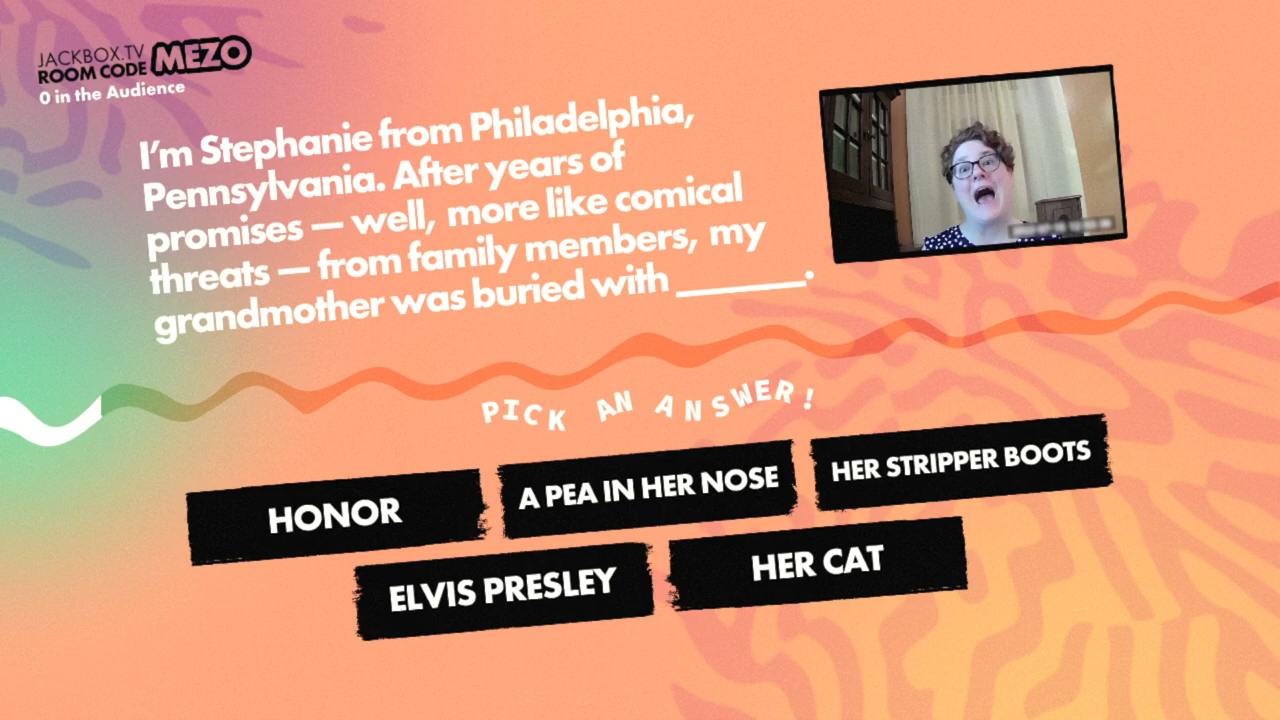 JACKBOX.TV
ROOM CODE MEZO
0 in the Audience
I'm Stephanie from Philadelphia,
Pennsylvania. After years of
promises — well, more like comical
threats — from family members, my
grandmother was buried with ________.
PICK AN ANSWER!
HONOR
A PEA IN HER NOSE
HER STRIPPER BOOTS
ELVIS PRESLEY
HER CAT